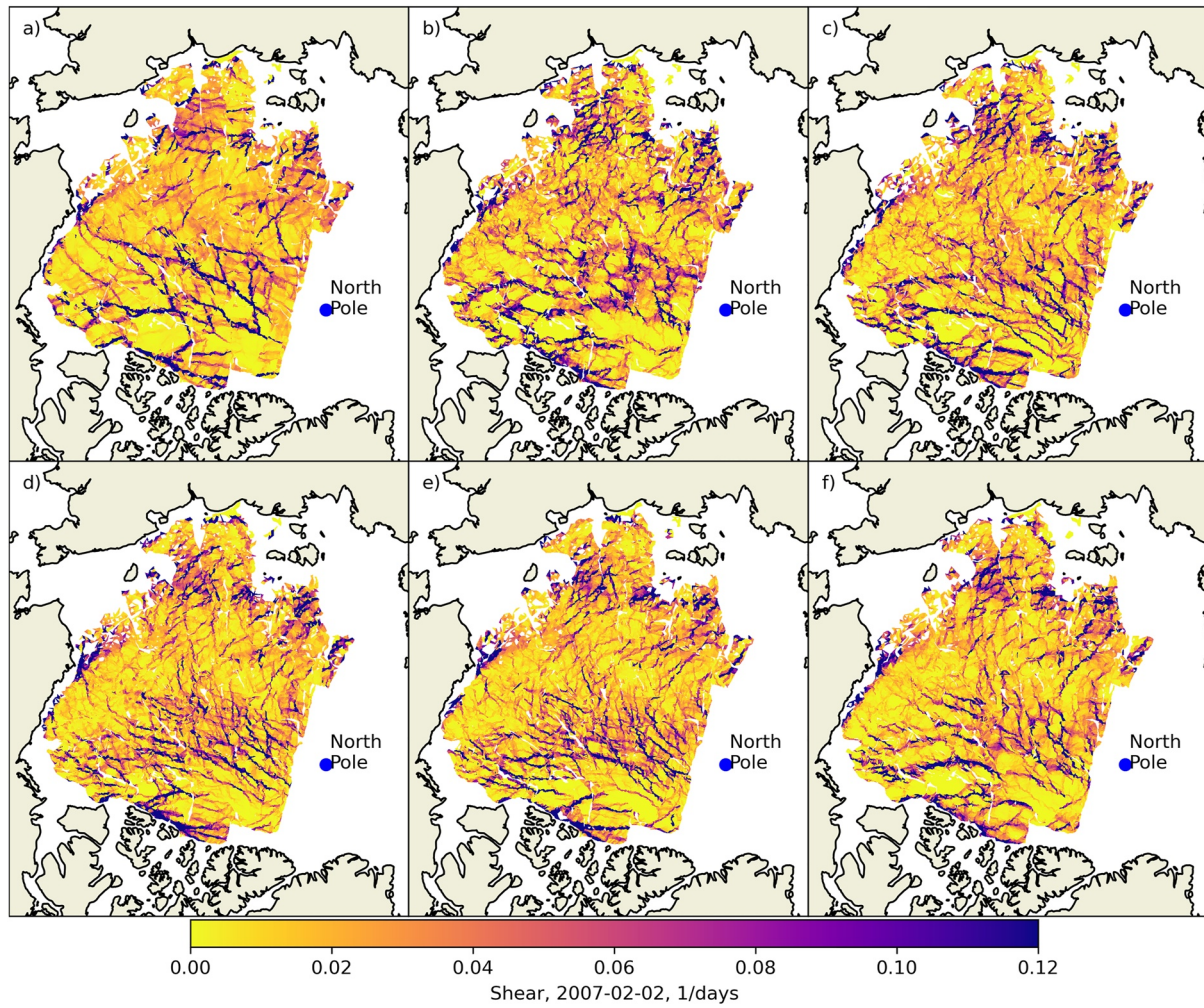 a)
b)
c)
North
Pole
North
Pole
North
Pole
d)
e)
f)
North
Pole
North
Pole
North
Pole
0.00 0.02 0.04 0.06 0.08 0.10 0.12
Shear, 2007-02-02, 1/days